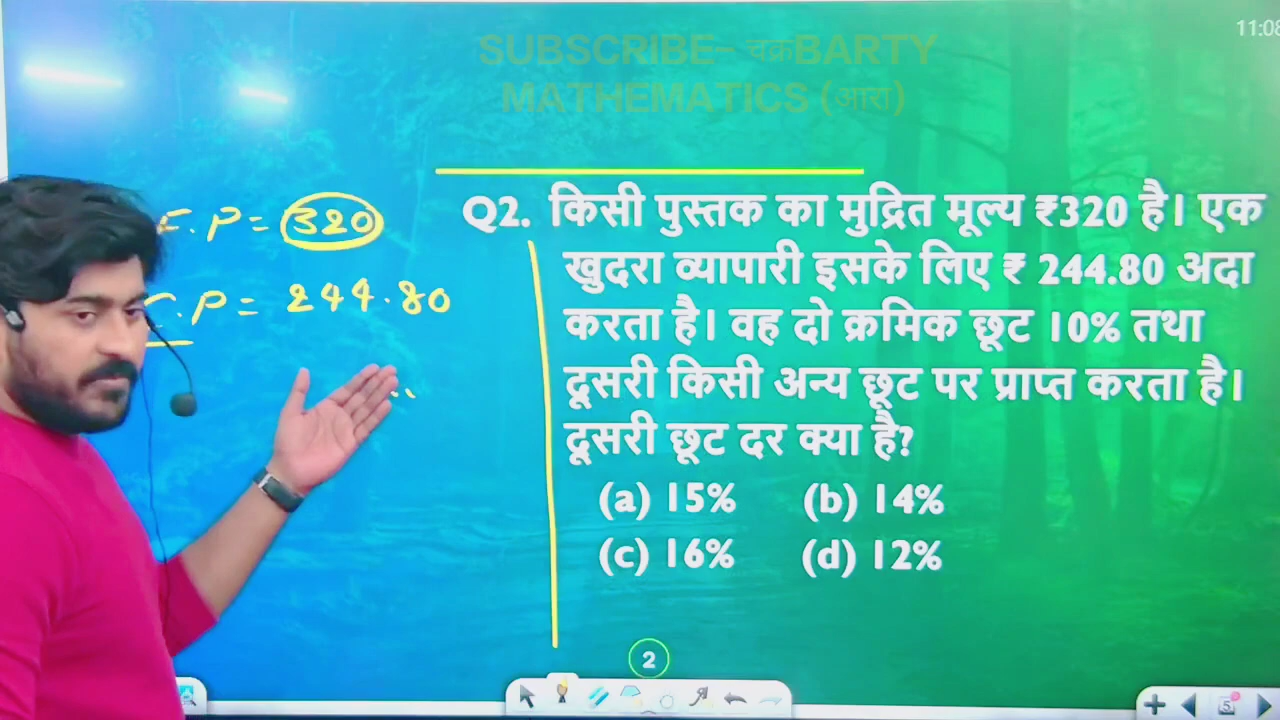 11:08
SUBSCRIBE- चक्रBARTY
MATHEMATICS (आरा)
.P = 320
.P = 244.80
Q2. किसी पुस्तक का मुद्रित मूल्य ₹320 है। एक
खुदरा व्यापारी इसके लिए ₹ 244.80 अदा
करता है। वह दो क्रमिक छूट 10% तथा
दूसरी किसी अन्य छूट पर प्राप्त करता है।
दूसरी छूट दर क्या है?
(a) 15% (b) 14%
(c) 16% (d) 12%
2
5